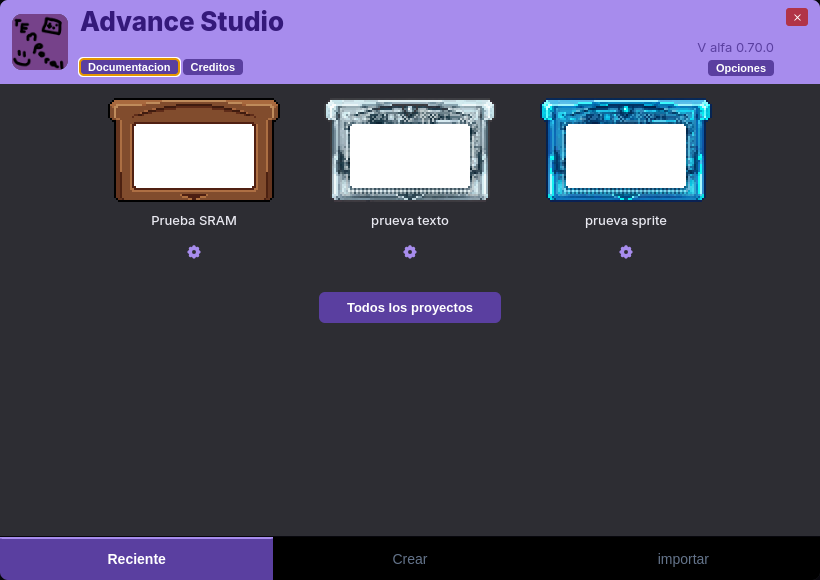 Advance Studio
×
V alfa 0.70.0
Documentacion Creditos Opciones
Prueba SRAM prueva texto prueva sprite
Todos los proyectos
Reciente Crear importar